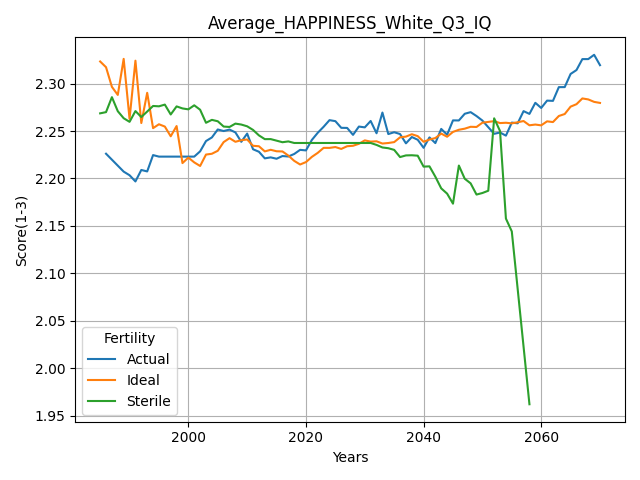 Average_HAPPINESS_White_Q3_IQ
Score(1-3)
2.30
2.25
2.20
2.15
2.10
2.05
2.00
1.95
Fertility
Actual
Ideal
Sterile
2000 2020 2040 2060
Years